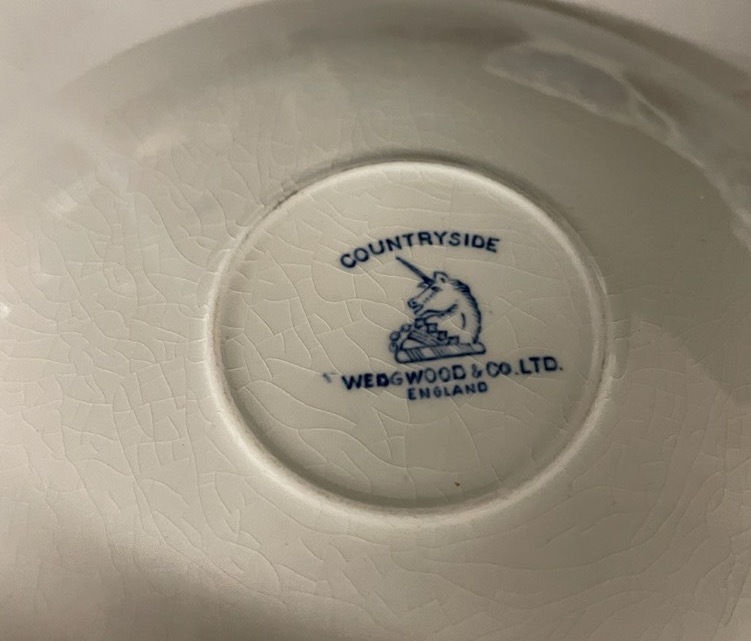 COUNTRYSIDE
WEDGWOOD & CO. LTD.
ENGLAND